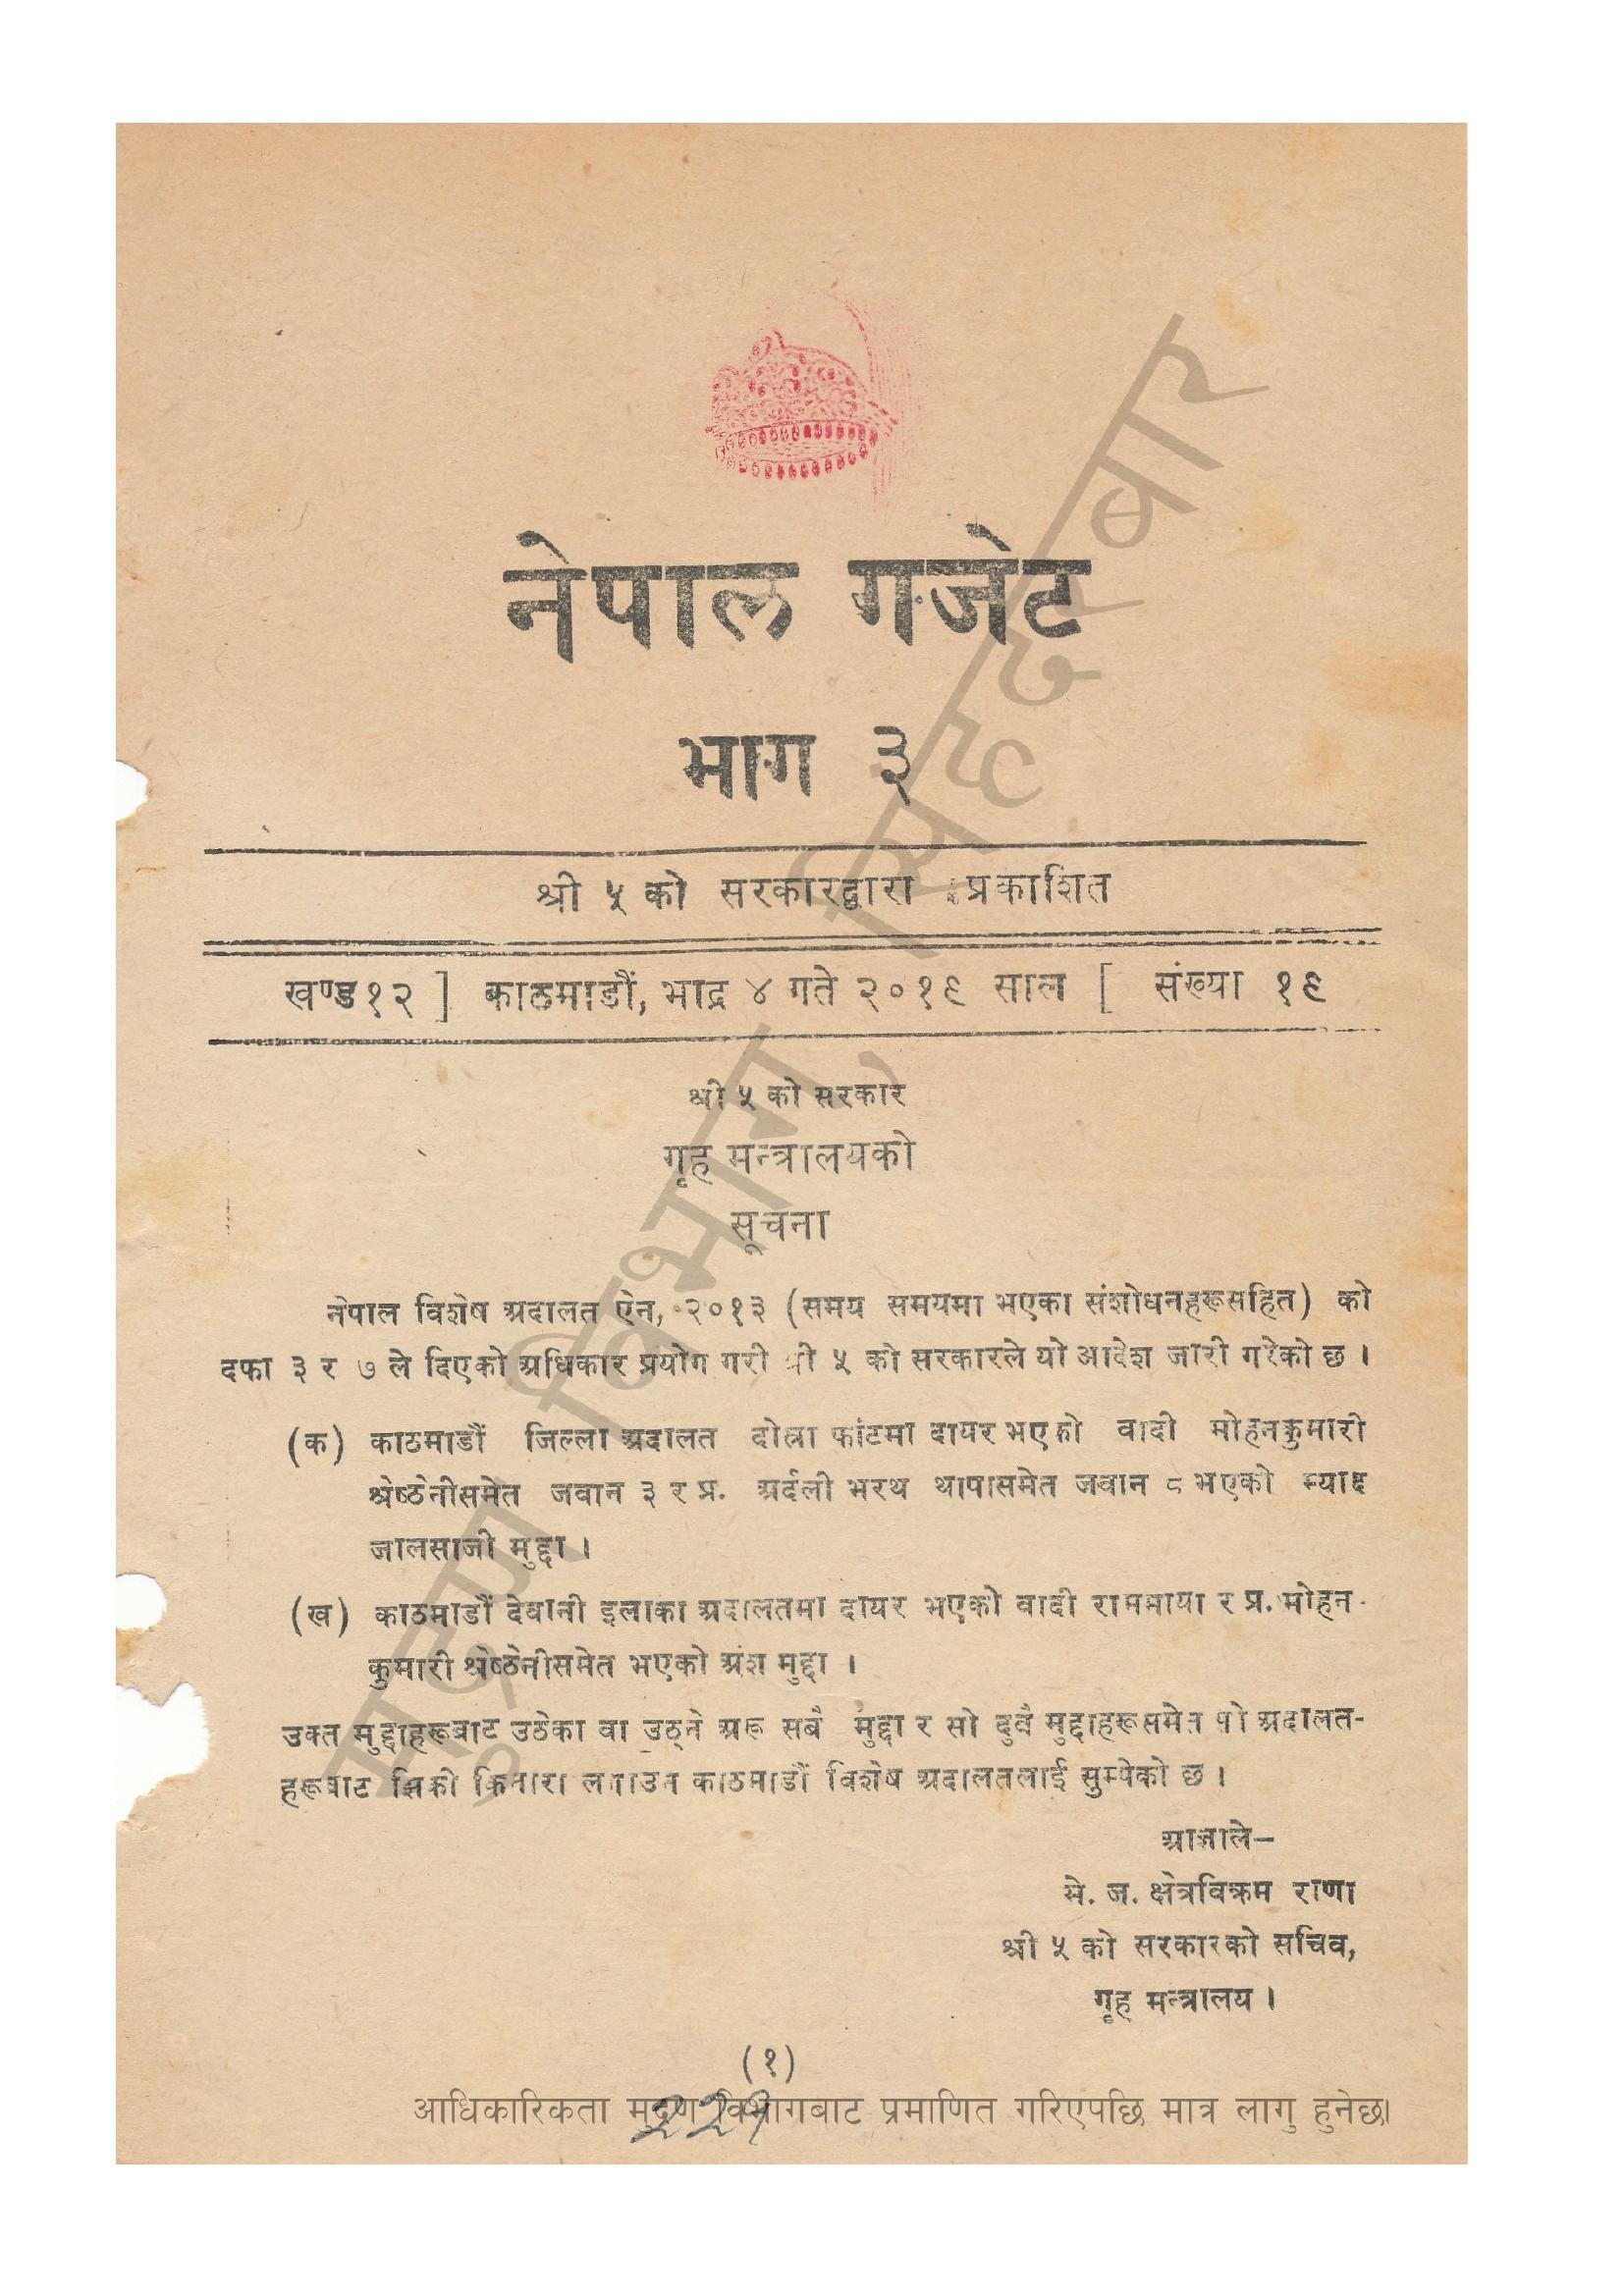 नेपाल गजेट
भाग ३
श्री ५ को सरकारद्वारा प्रकाशित
खण्ड १२ ] काठमाडौं, भाद्र ४ गते २०१९ साल [ संख्या १९
श्री ५ को सरकार
गृह मन्त्रालयको
सूचना
नेपाल विशेष अदालत ऐन, २०१३ (समय समयमा भएका संशोधनहरूसहित) को
दफा ३ र ७ ले दिएको अधिकार प्रयोग गरी श्री ५ को सरकारले यो आदेश जारी गरेको छ ।
(क) काठमाडौं जिल्ला अदालत दोस्रा फांटमा दायर भएको वादी मोहनकुमारी
श्रेष्ठेनीसमेत जवान ३ र प्र. अर्दली भरथ थापासमेत जवान ८ भएको म्याद
जालसाजी मुद्दा ।
(ख) काठमाडौं देवानी इलाका अदालतमा दायर भएको वादी राममाया र प्र. मोहन-
कुमारी श्रेष्ठेनीसमेत भएको अंश मुद्दा ।
उक्त मुद्दाहरूबाट उठेका वा उठ्ने अरू सबै मुद्दा र सो दुवै मुद्दाहरूसमेत सो अदालत-
हरूबाट झिकी किनारा लगाउन काठमाडौं विशेष अदालतलाई सुम्पेको छ ।
आज्ञाले—
मे. ज. क्षेत्रविक्रम राणा
श्री ५ को सरकारको सचिव,
गृह मन्त्रालय ।
(१)
आधिकारिकता मुद्रण विभागबाट प्रमाणित गरिएपछि मात्र लागु हुनेछ।
221
मुद्रण विभाग, सिंहदरबार